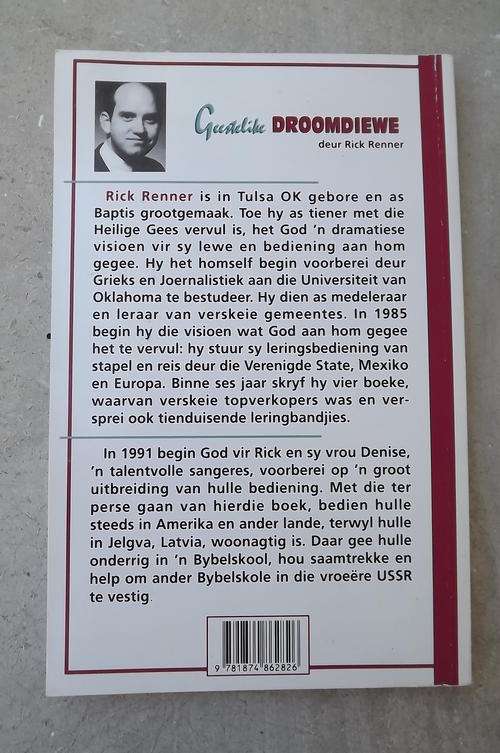 Geestelike DROOMDIEWE
deur Rick Renner
Rick Renner is in Tulsa OK gebore en as
Baptis grootgemaak. Toe hy as tiener met die
Heilige Gees vervul is, het God 'n dramatiese
visioen vir sy lewe en bediening aan hom
gegee. Hy het homself begin voorberei deur
Grieks en Joernalistiek aan die Universiteit van
Oklahoma te bestudeer. Hy dien as medeleraar
en leraar van verskeie gemeentes. In 1985
begin hy die visioen wat God aan hom gegee
het te vervul: hy stuur sy leringsbediening van
stapel en reis deur die Verenigde State, Mexiko
en Europa. Binne ses jaar skryf hy vier boeke,
waarvan verskeie topverkopers was en ver-
sprei ook tienduisende leringbandjies.
In 1991 begin God vir Rick en sy vrou Denise,
'n talentvolle sangeres, voorberei op 'n groot
uitbreiding van hulle bediening. Met die ter
perse gaan van hierdie boek, bedien hulle
steeds in Amerika en ander lande, terwyl hulle
in Jelgva, Latvia, woonagtig is. Daar gee hulle
onderrig in 'n Bybelskool, hou saamtrekke en
help om ander Bybelskole in die vroeëre USSR
te vestig.
9 781874 862826